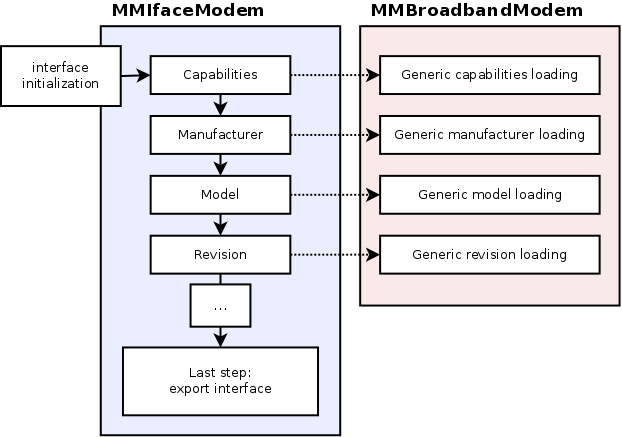 MMIfaceModem
MMBroadbandModem
interface
initialization
Capabilities
Generic capabilities loading
Manufacturer
Generic manufacturer loading
Model
Generic model loading
Revision
Generic revision loading
...
Last step:
export interface